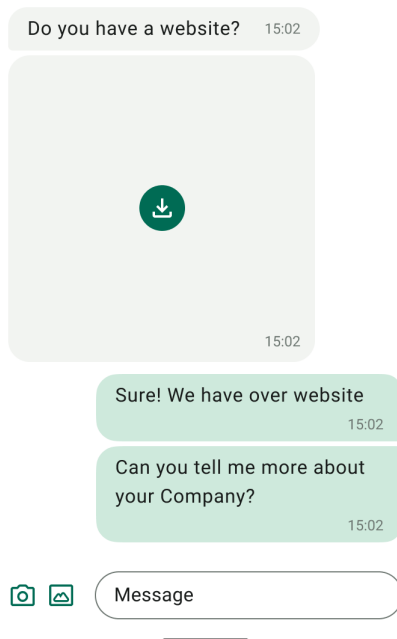 Do you have a website?
15:02
15:02
Sure! We have over website
15:02
Can you tell me more about
your Company?
15:02
Message